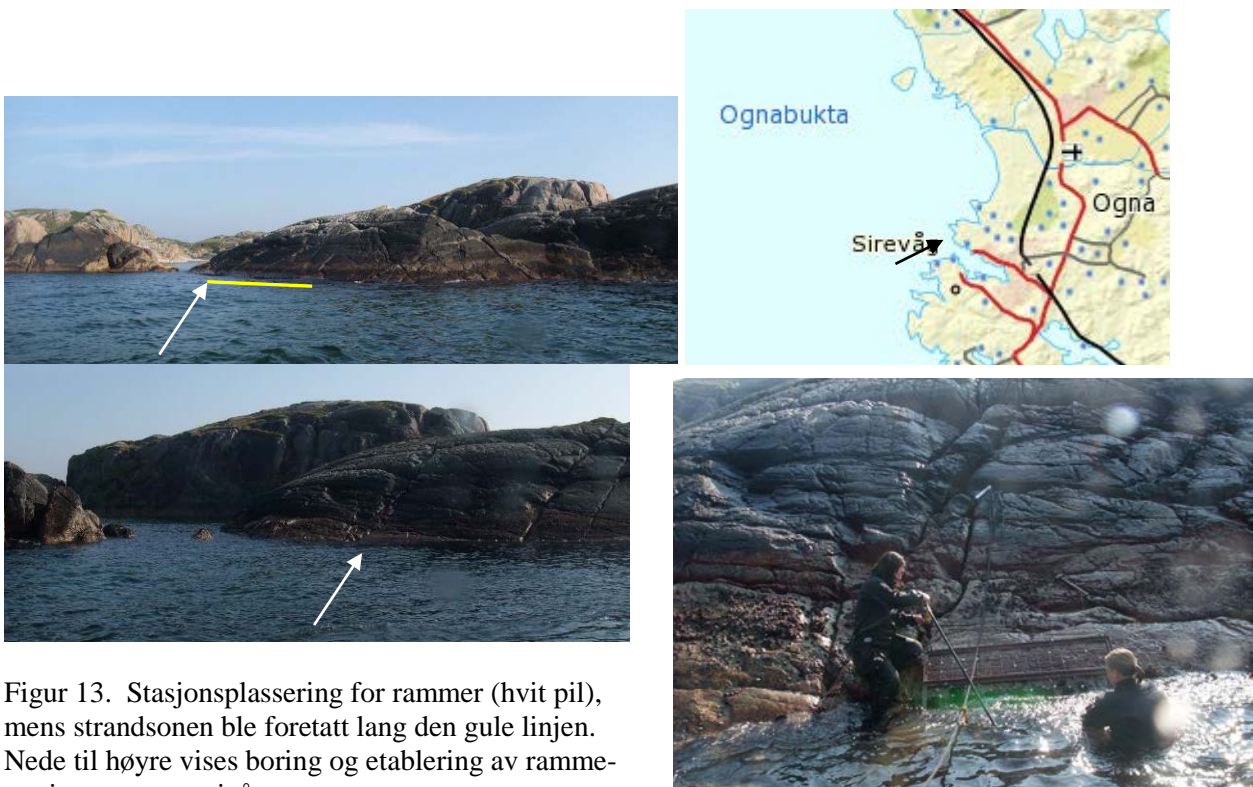 Ognabukta
Ogna
Figur 13. Stasjonsplassering for rammer (hvit pil),
mens strandsonen ble foretatt lang den gule linjen.
Nede til høyre vises boring og etablering av ramme-